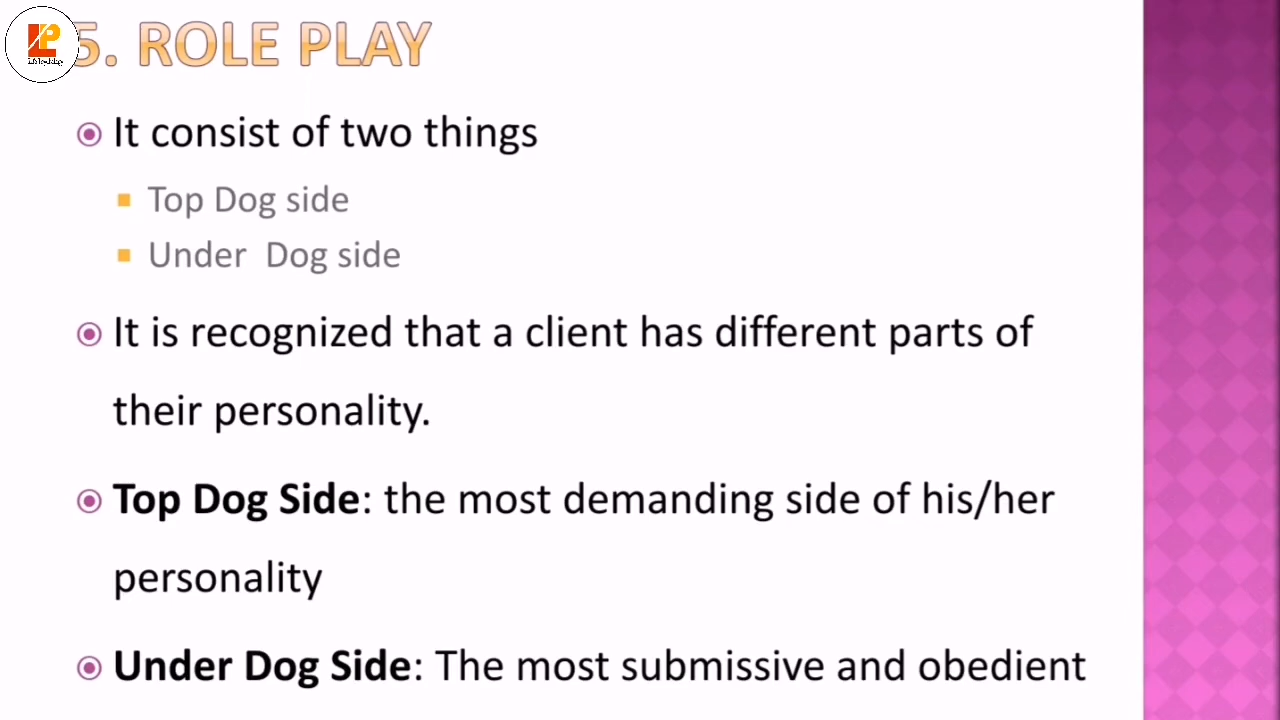 LP
5. ROLE PLAY
It consist of two things
Top Dog side
Under Dog side
It is recognized that a client has different parts of
their personality.
Top Dog Side: the most demanding side of his/her
personality
Under Dog Side: The most submissive and obedient